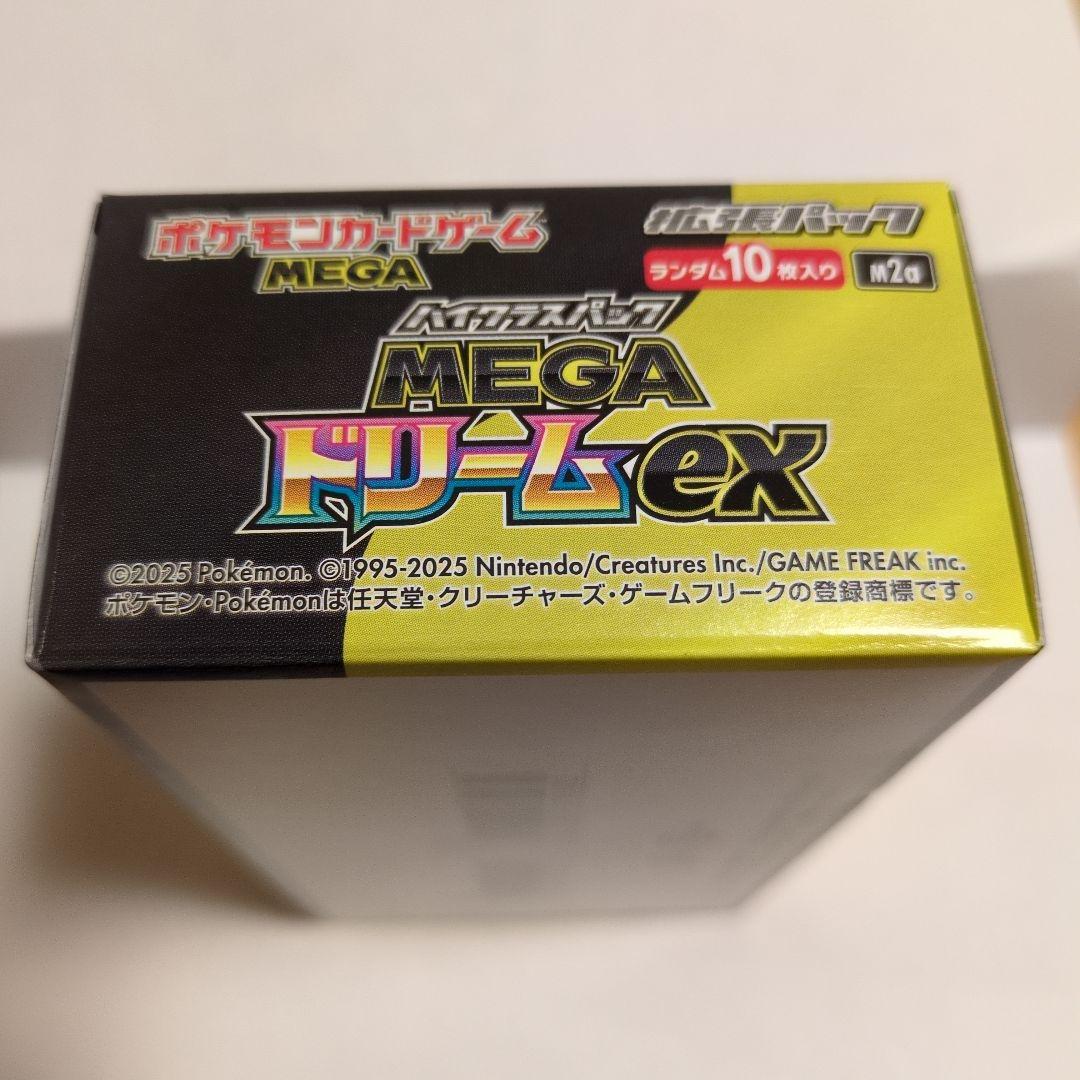 ポケモンカードゲーム
MEGA
拡張パック
ランダム10枚入り M2a
ハイクラスパック
MEGA
ドリームex
©2025 Pokémon. ©1995-2025 Nintendo/Creatures Inc./GAME FREAK inc.
ポケモン・Pokémonは任天堂・クリーチャーズ・ゲームフリークの登録商標です。